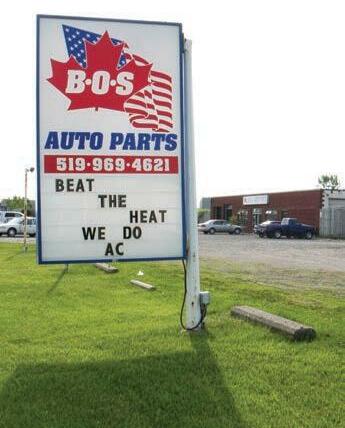 B•O•S
AUTO PARTS
519•969•4621
BEAT
THE
HEAT
WE DO
AC